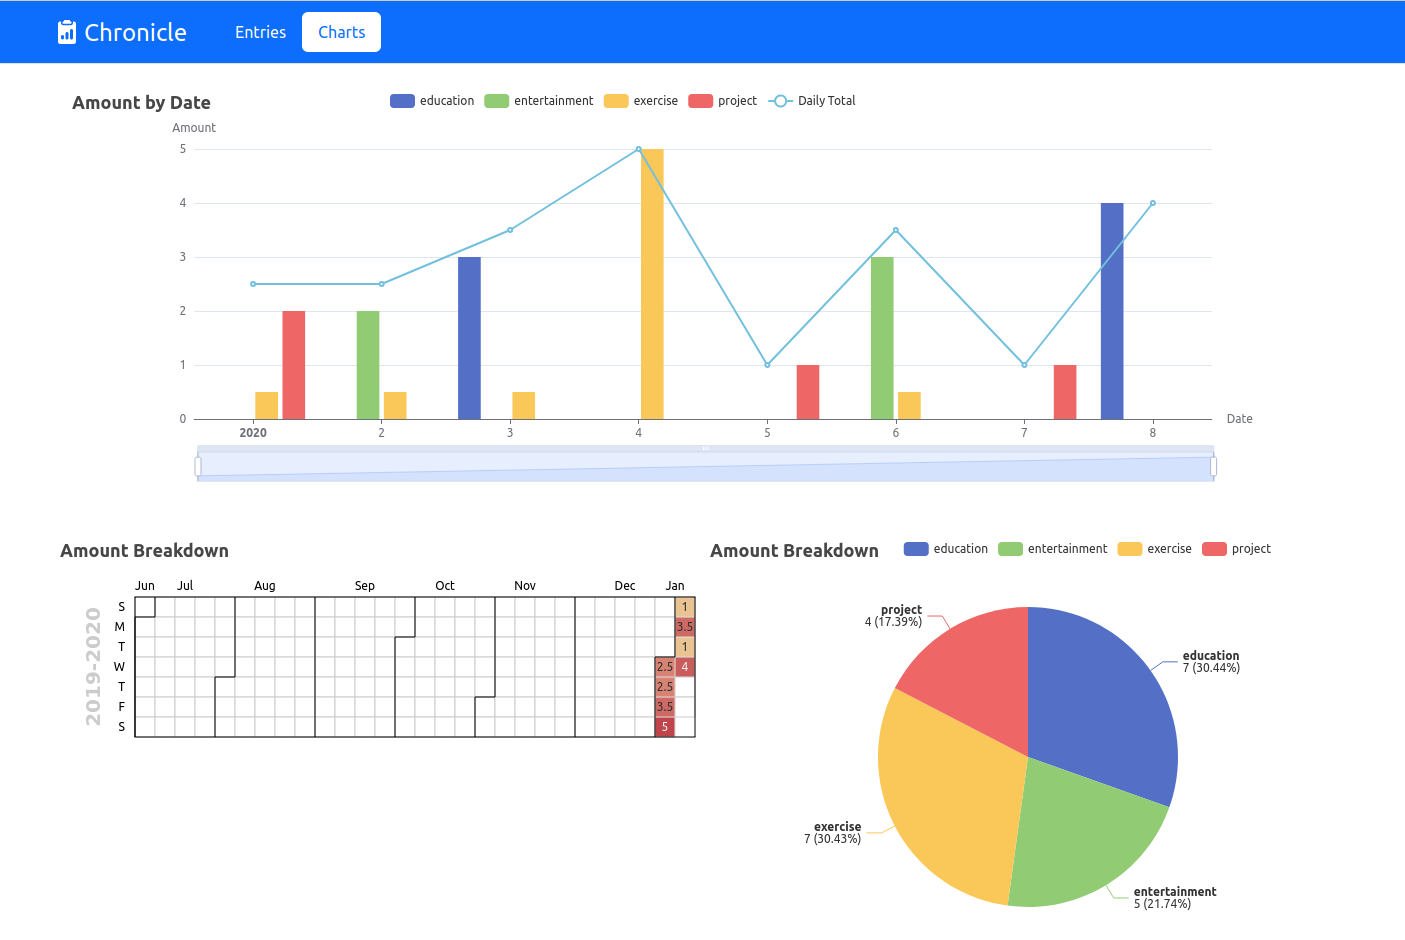 Chronicle Entries Charts
Amount by Date
education entertainment exercise project Daily Total
Amount
5
4
3
2
1
0
2020 2 3 4 5 6 7 8
Date
Amount Breakdown
Jun Jul Aug Sep Oct Nov Dec Jan
2019-2020
S 1
M 3.5
T 1
W 2.5 4
T 2.5
F 3.5
S 5
Amount Breakdown
education entertainment exercise project
project
4 (17.39%)
education
7 (30.44%)
exercise
7 (30.43%)
entertainment
5 (21.74%)